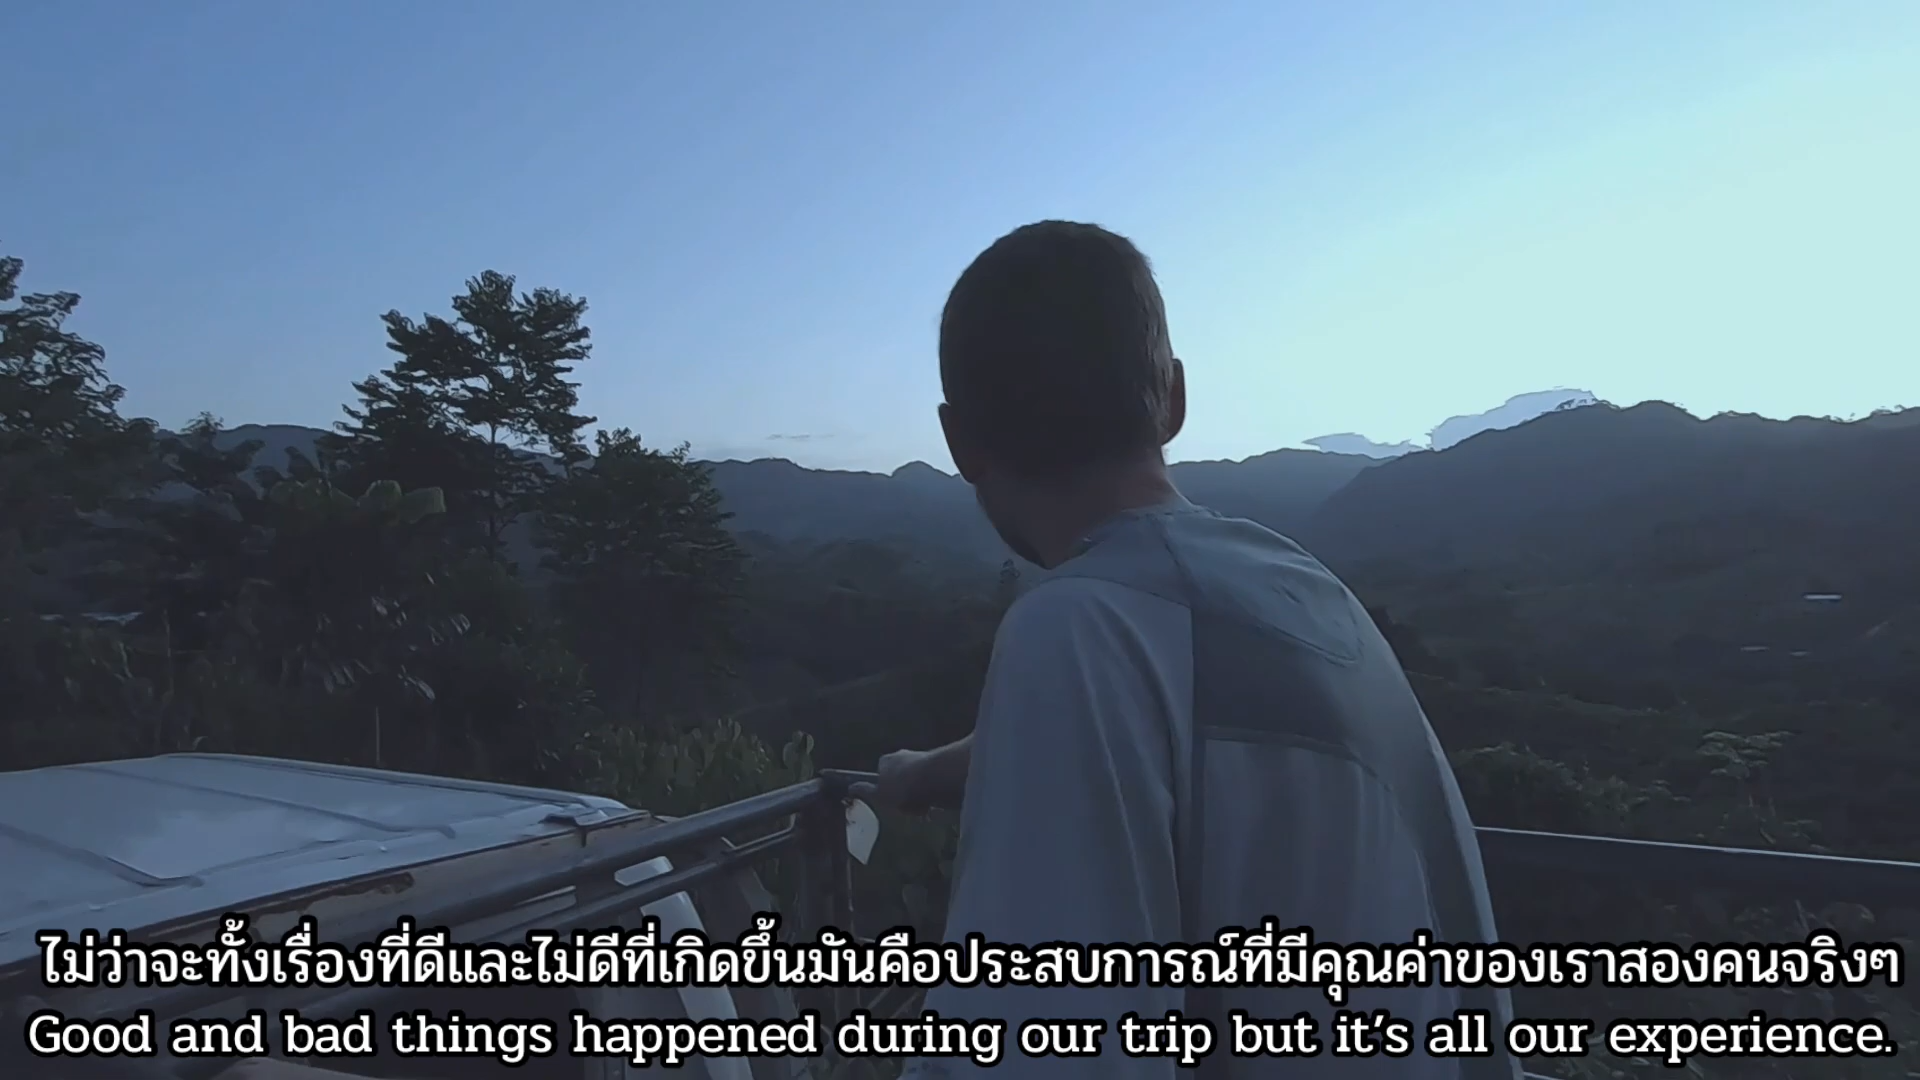 ไม่ว่าจะทั้งเรื่องที่ดีและไม่ดีที่เกิดขึ้นมันคือประสบการณ์ที่มีคุณค่าของเราสองคนจริงๆ
Good and bad things happened during our trip but it's all our experience.